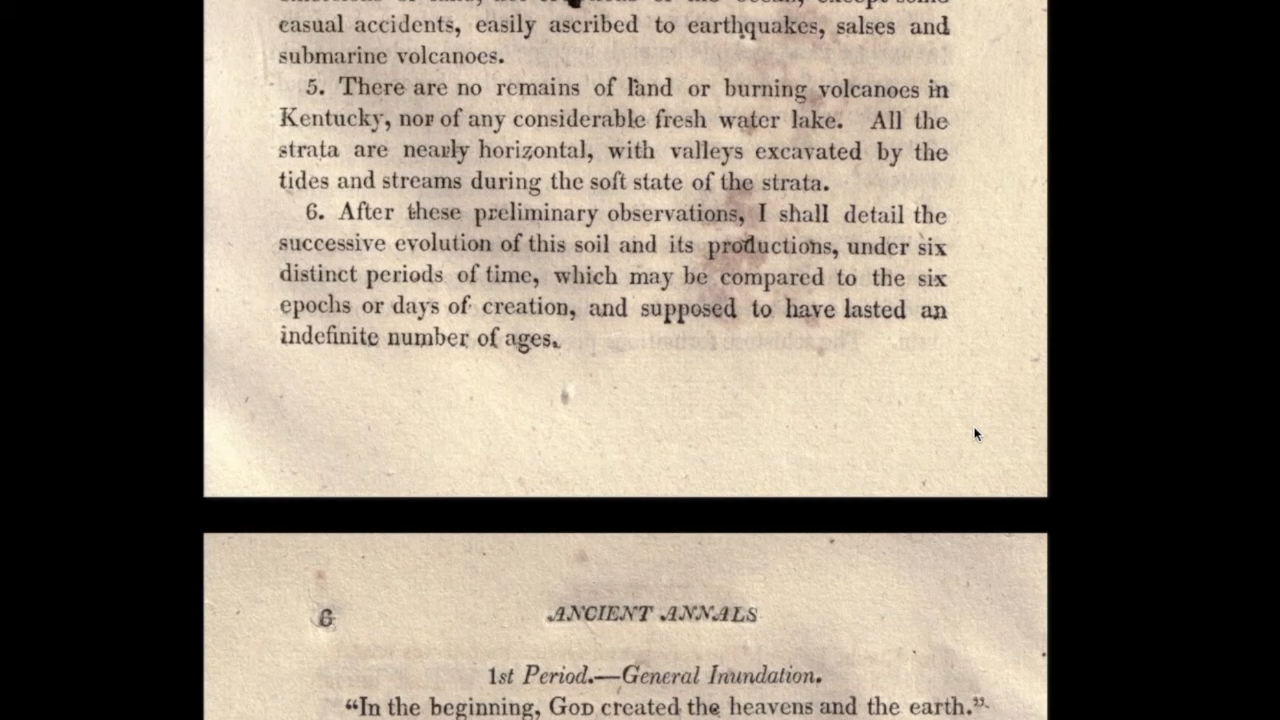 casual accidents, easily ascribed to earthquakes, salses and
submarine volcanoes.
5. There are no remains of land or burning volcanoes in
Kentucky, nor of any considerable fresh water lake. All the
strata are nearly horizontal, with valleys excavated by the
tides and streams during the soft state of the strata.
6. After these preliminary observations, I shall detail the
successive evolution of this soil and its productions, under six
distinct periods of time, which may be compared to the six
epochs or days of creation, and supposed to have lasted an
indefinite number of ages.
6 ANCIENT ANNALS
1st Period.—General Inundation.
“In the beginning, GOD created the heavens and the earth.”